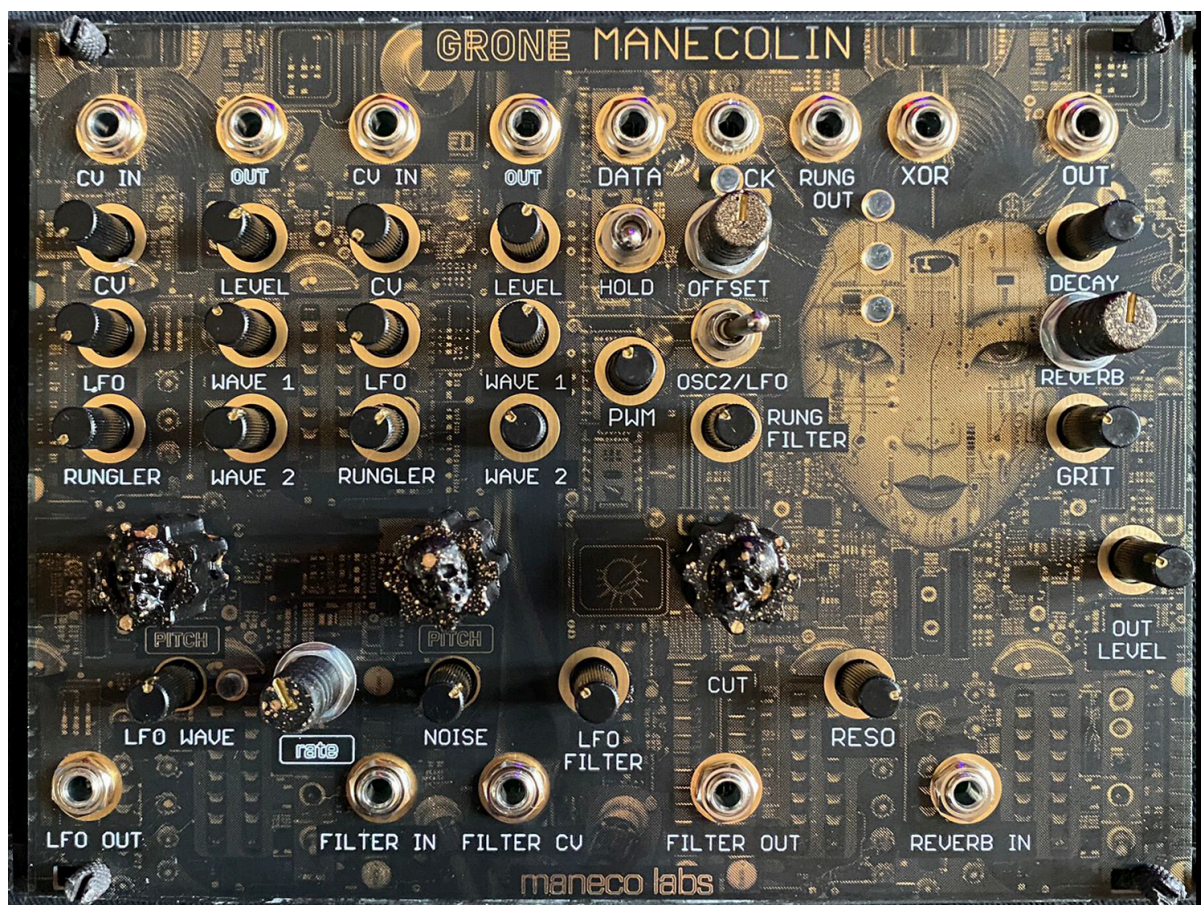 GRONE MANECOLIN
CV IN OUT CV IN OUT DATA CK RUNG OUT XOR OUT
CV LEVEL CV LEVEL HOLD OFFSET DECAY
LFO WAVE 1 LFO WAVE 1 PWM OSC2/LFO REVERB
RUNGLER WAVE 2 RUNGLER WAVE 2 RUNG FILTER GRIT
PITCH PITCH OUT LEVEL
LFO WAVE rate NOISE LFO FILTER CUT RESO
LFO OUT FILTER IN FILTER CV FILTER OUT REVERB IN
maneco labs